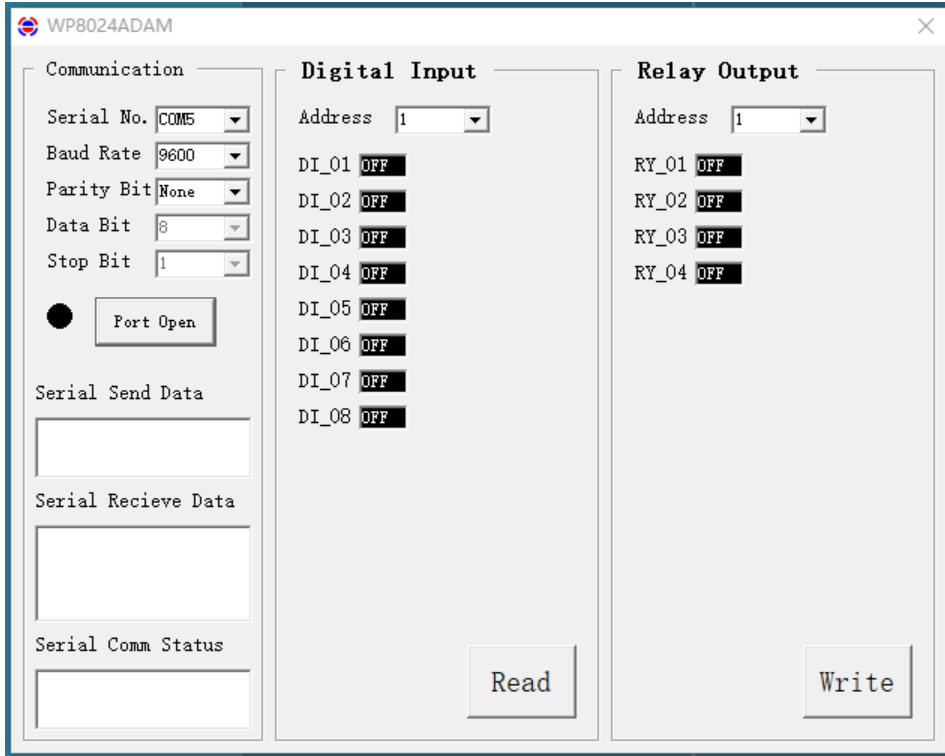 WP8024ADAM
Communication
Serial No. COM5
Baud Rate 9600
Parity Bit None
Data Bit 8
Stop Bit 1
Port Open
Serial Send Data
Serial Recieve Data
Serial Comm Status
Digital Input
Address 1
DI_01 OFF
DI_02 OFF
DI_03 OFF
DI_04 OFF
DI_05 OFF
DI_06 OFF
DI_07 OFF
DI_08 OFF
Read
Relay Output
Address 1
RY_01 OFF
RY_02 OFF
RY_03 OFF
RY_04 OFF
Write